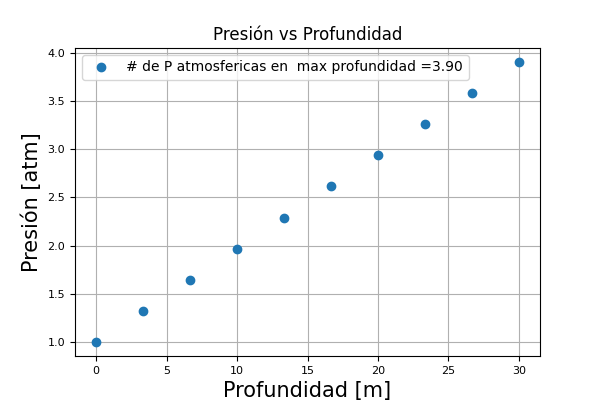 Presión vs Profundidad
# de P atmosfericas en  max profundidad =3.90
Presión [atm]
4.0
3.5
3.0
2.5
2.0
1.5
1.0
0 5 10 15 20 25 30
Profundidad [m]